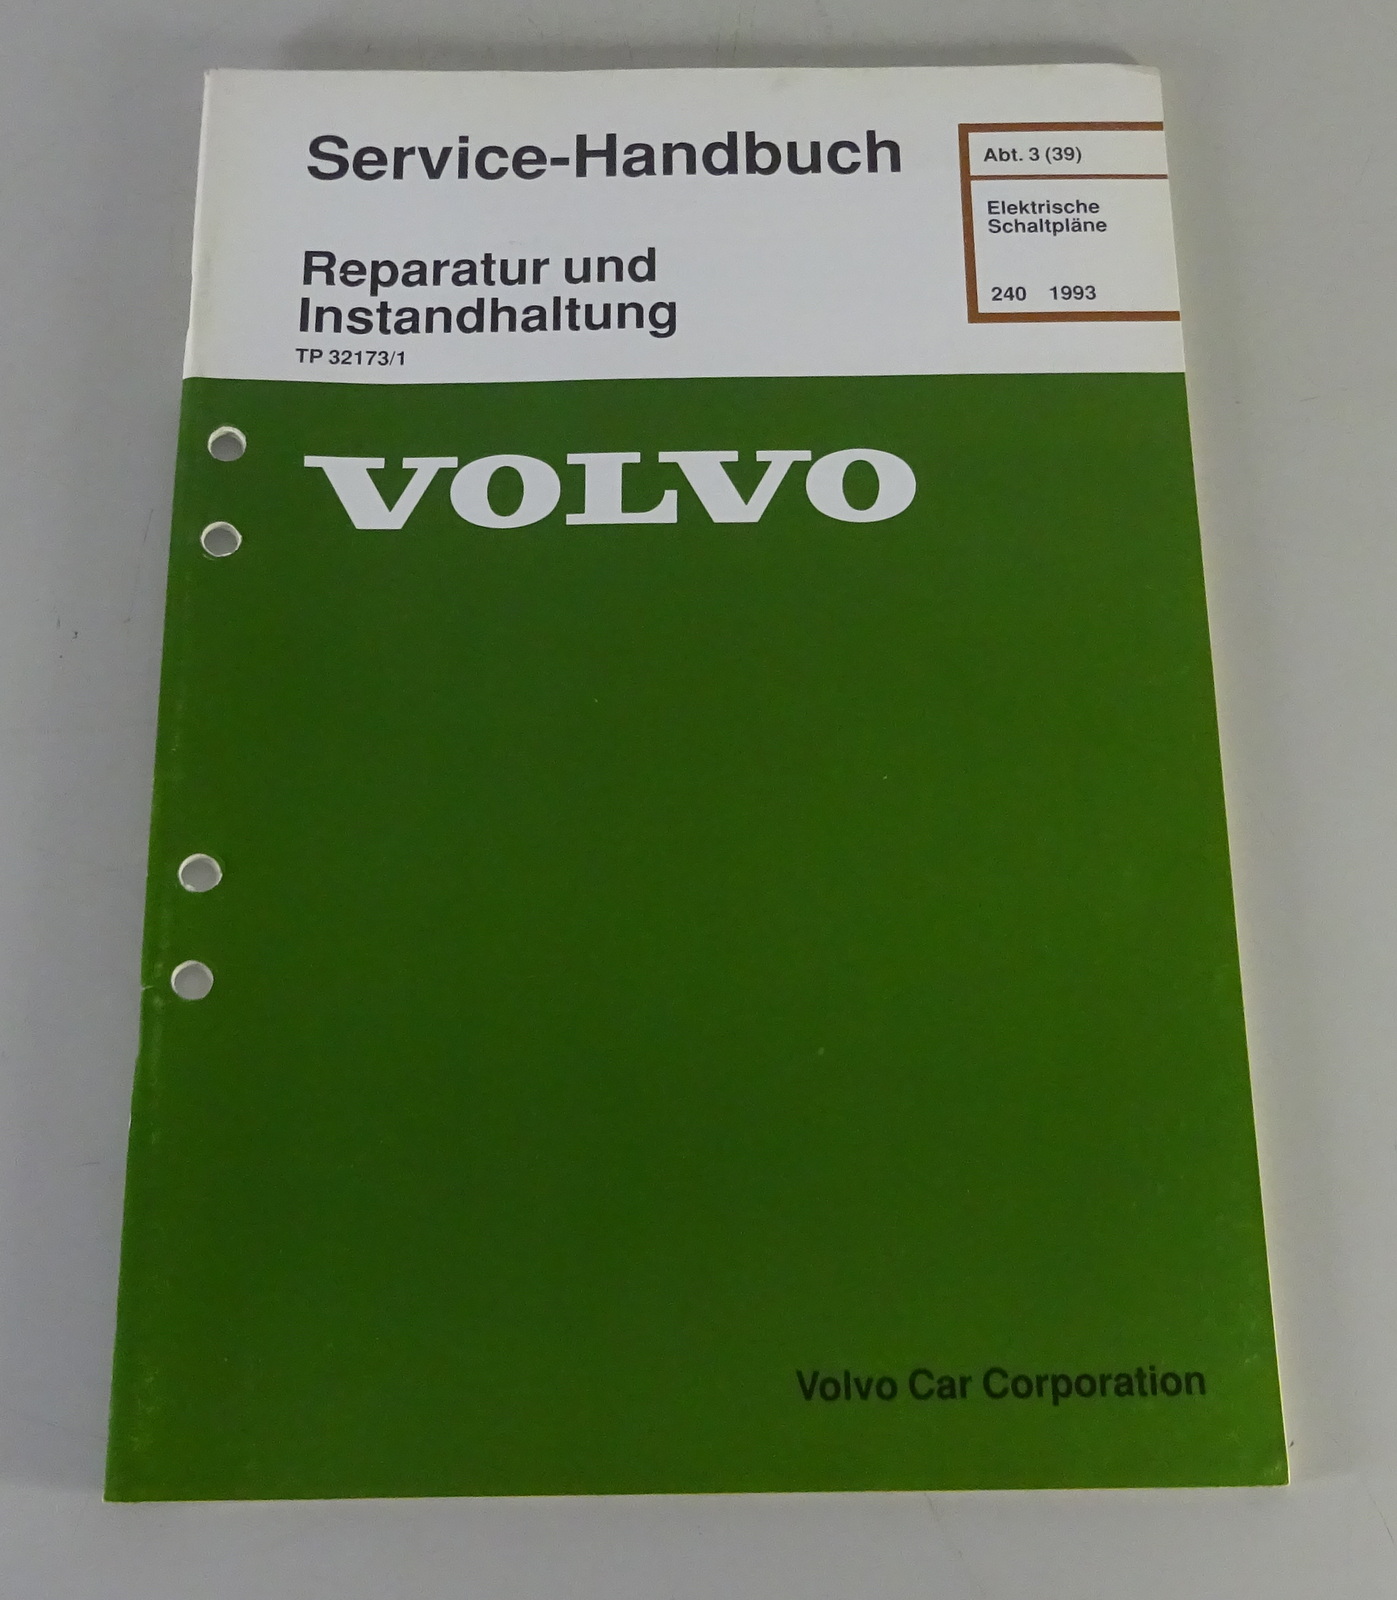 Service-Handbuch
Reparatur und
Instandhaltung
TP 32173/1
Abt. 3 (39)
Elektrische
Schaltpläne
240 1993
VOLVO
Volvo Car Corporation